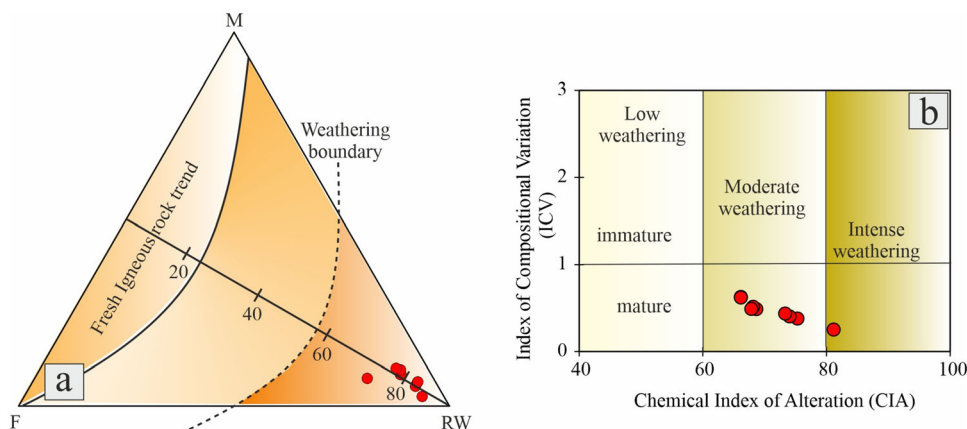 M
Weathering
boundary
Fresh Igneous rock trend
20
40
60
80
a
F
RW
b
Index of Compositional Variation
(ICV)
3
2
1
0
Low
weathering
Moderate
weathering
Intense
weathering
immature
mature
40
60
80
100
Chemical Index of Alteration (CIA)